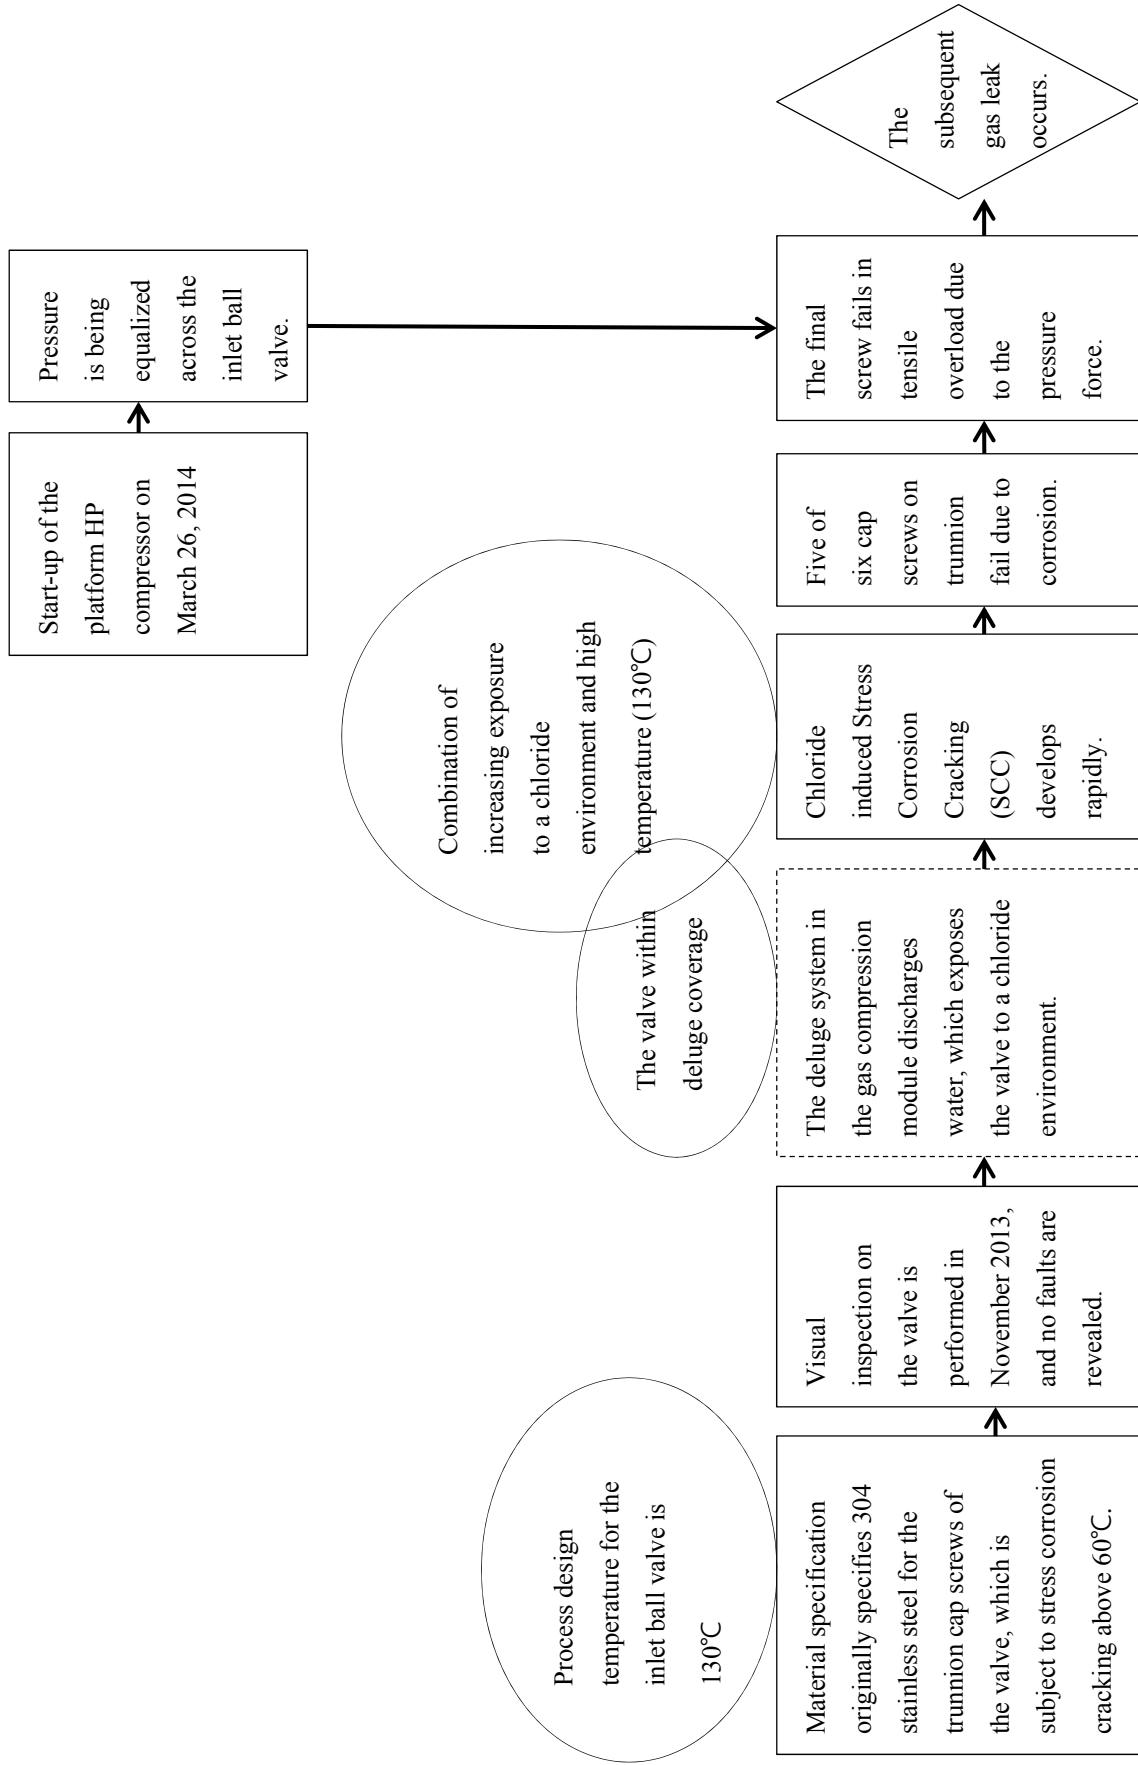 Start-up of the
platform HP
compressor on
March 26, 2014
Pressure
is being
equalized
across the
inlet ball
valve.
Process design
temperature for the
inlet ball valve is
130℃
The valve within
deluge coverage
Combination of
increasing exposure
to a chloride
environment and high
temperature (130℃)
Material specification
originally specifies 304
stainless steel for the
trunnion cap screws of
the valve, which is
subject to stress corrosion
cracking above 60℃.
Visual
inspection on
the valve is
performed in
November 2013,
and no faults are
revealed.
The deluge system in
the gas compression
module discharges
water, which exposes
the valve to a chloride
environment.
Chloride
induced Stress
Corrosion
Cracking
(SCC)
develops
rapidly.
Five of
six cap
screws on
trunnion
fail due to
corrosion.
The final
screw fails in
tensile
overload due
to the
pressure
force.
The
subsequent
gas leak
occurs.